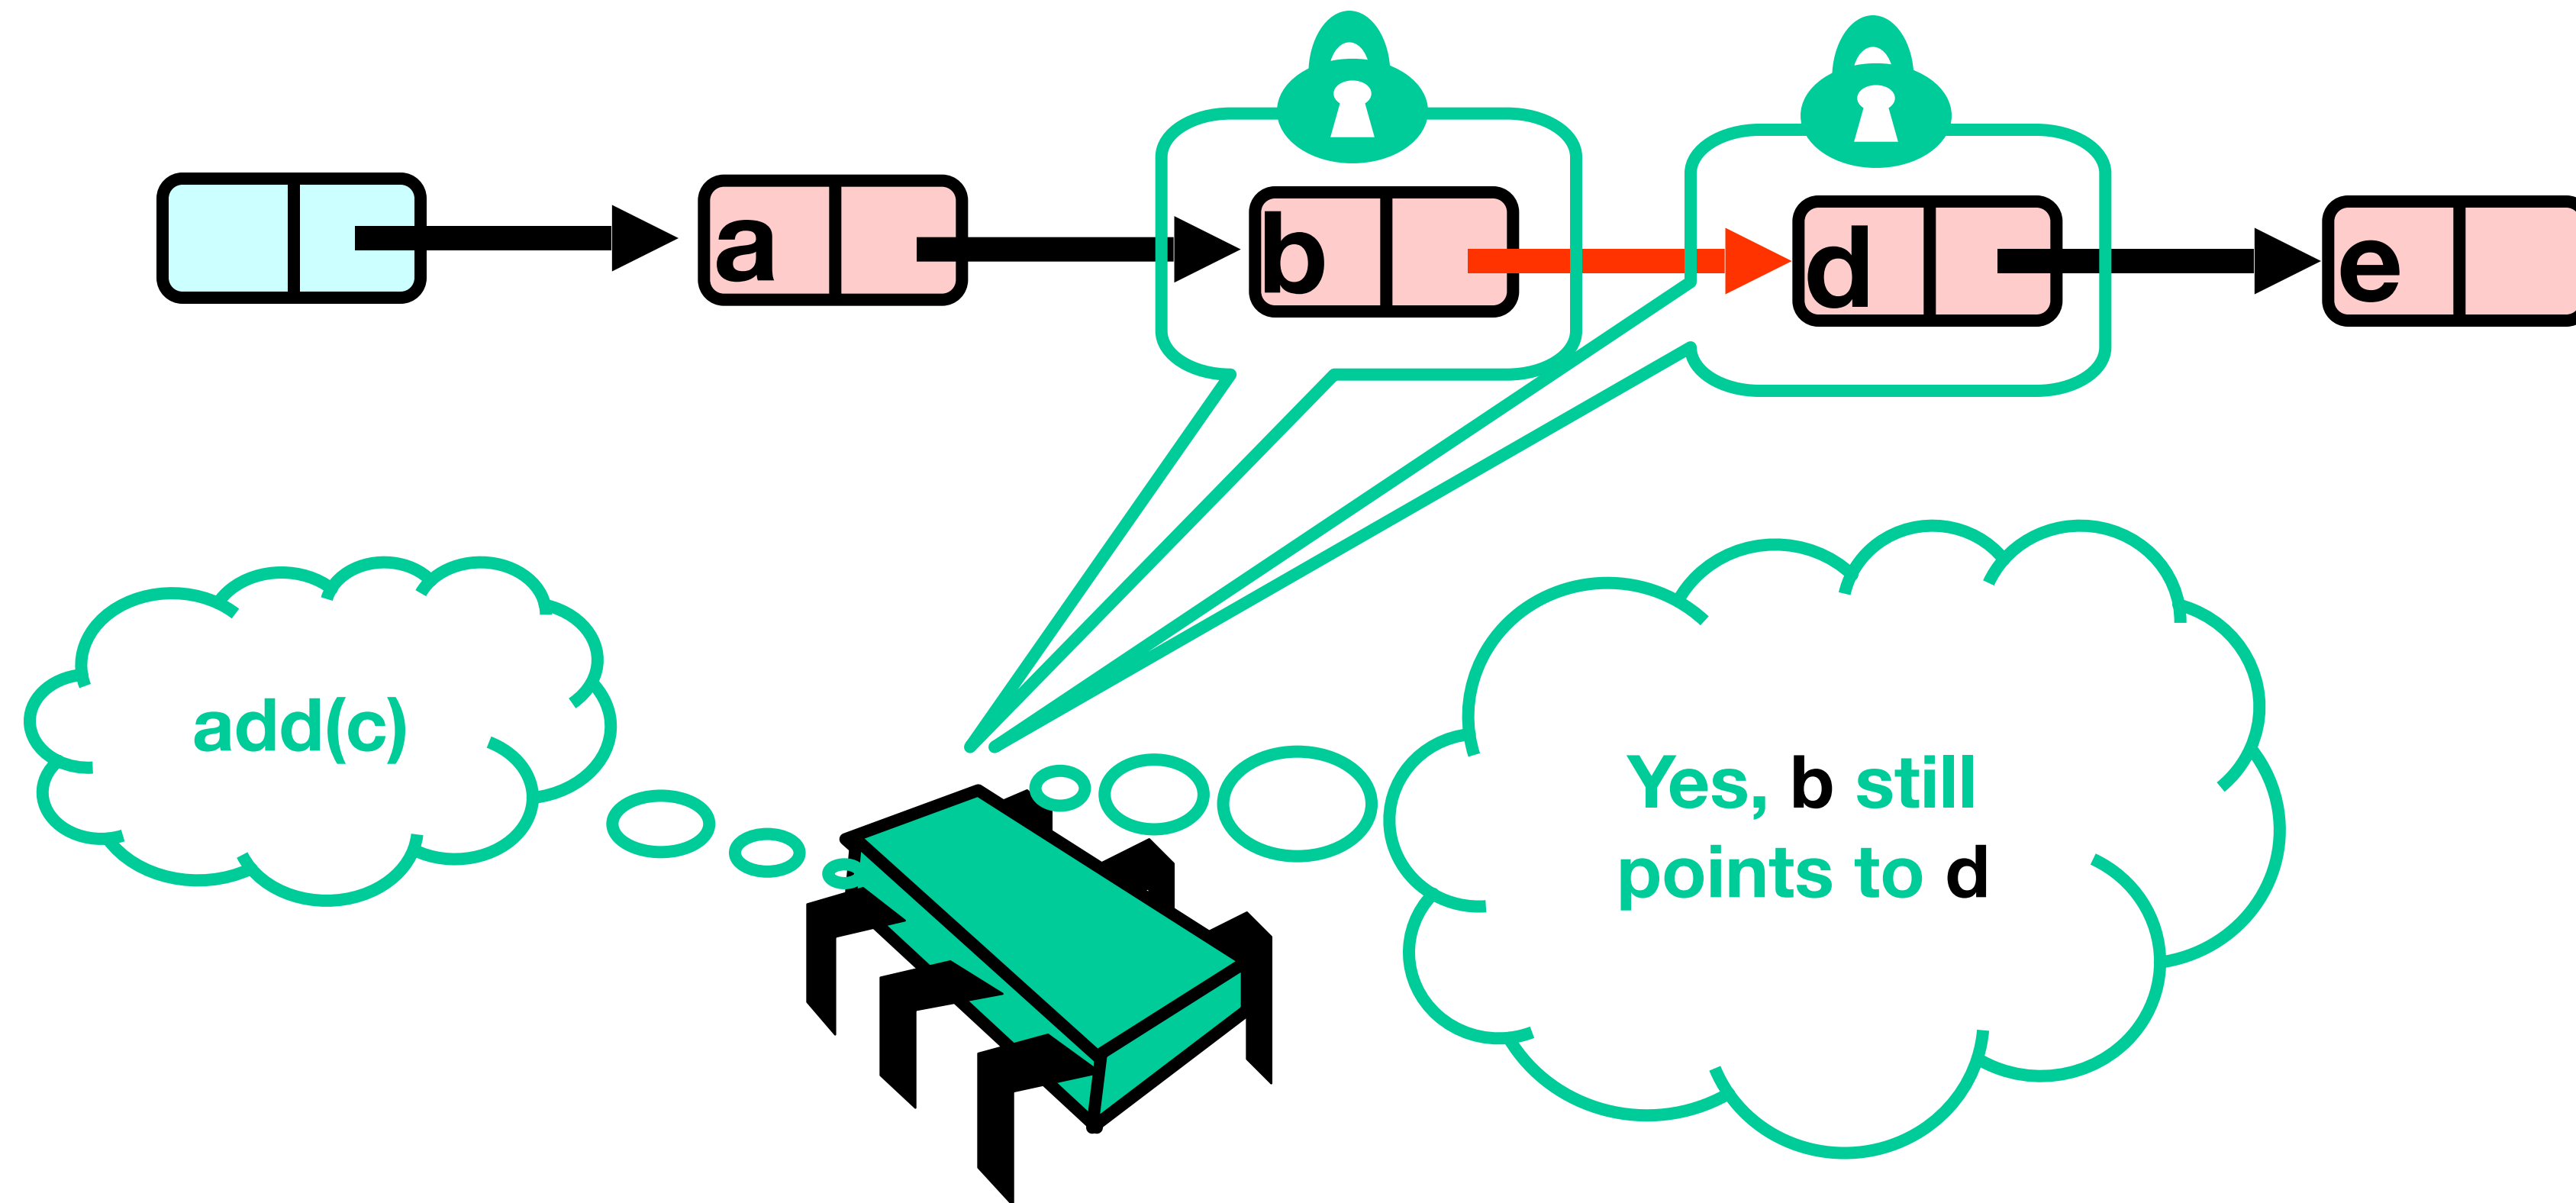 a
b
d
e
add(c)
Yes, b still
points to d